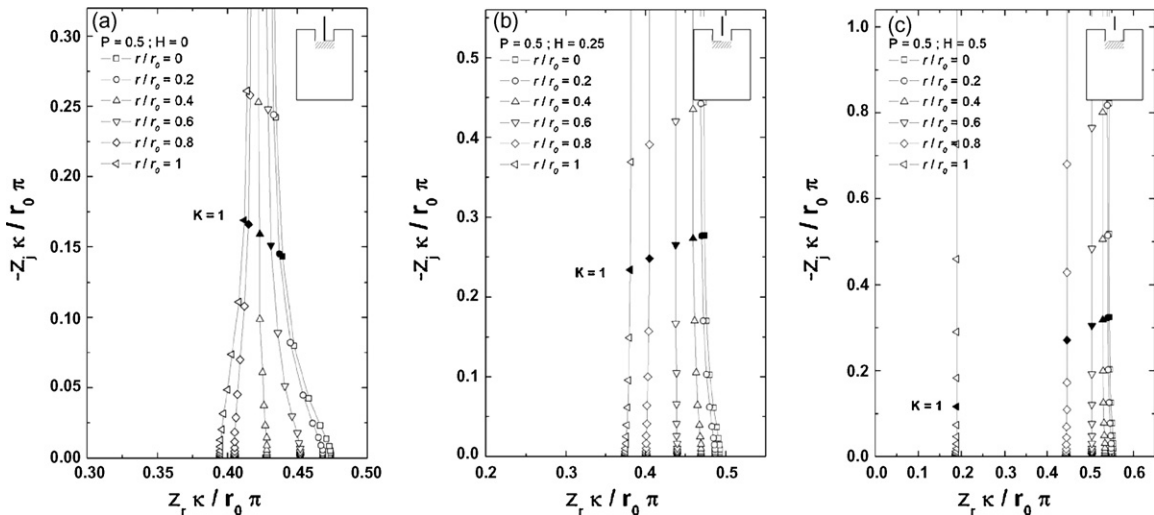 (a)
P = 0.5 ; H = 0
r / r₀ = 0
r / r₀ = 0.2
r / r₀ = 0.4
r / r₀ = 0.6
r / r₀ = 0.8
r / r₀ = 1
K = 1
0.30
0.25
0.20
0.15
0.10
0.05
0.00
-Zⱼ κ / r₀ π
0.30 0.35 0.40 0.45 0.50
Zᵣ κ / r₀ π
(b)
P = 0.5 ; H = 0.25
r / r₀ = 0
r / r₀ = 0.2
r / r₀ = 0.4
r / r₀ = 0.6
r / r₀ = 0.8
r / r₀ = 1
K = 1
0.5
0.4
0.3
0.2
0.1
0.0
-Zⱼ κ / r₀ π
0.2 0.3 0.4 0.5
Zᵣ κ / r₀ π
(c)
P = 0.5 ; H = 0.5
r / r₀ = 0
r / r₀ = 0.2
r / r₀ = 0.4
r / r₀ = 0.6
r / r₀ = 0.8
r / r₀ = 1
K = 1
1.0
0.8
0.6
0.4
0.2
0.0
-Zⱼ κ / r₀ π
0.0 0.1 0.2 0.3 0.4 0.5 0.6
Zᵣ κ / r₀ π